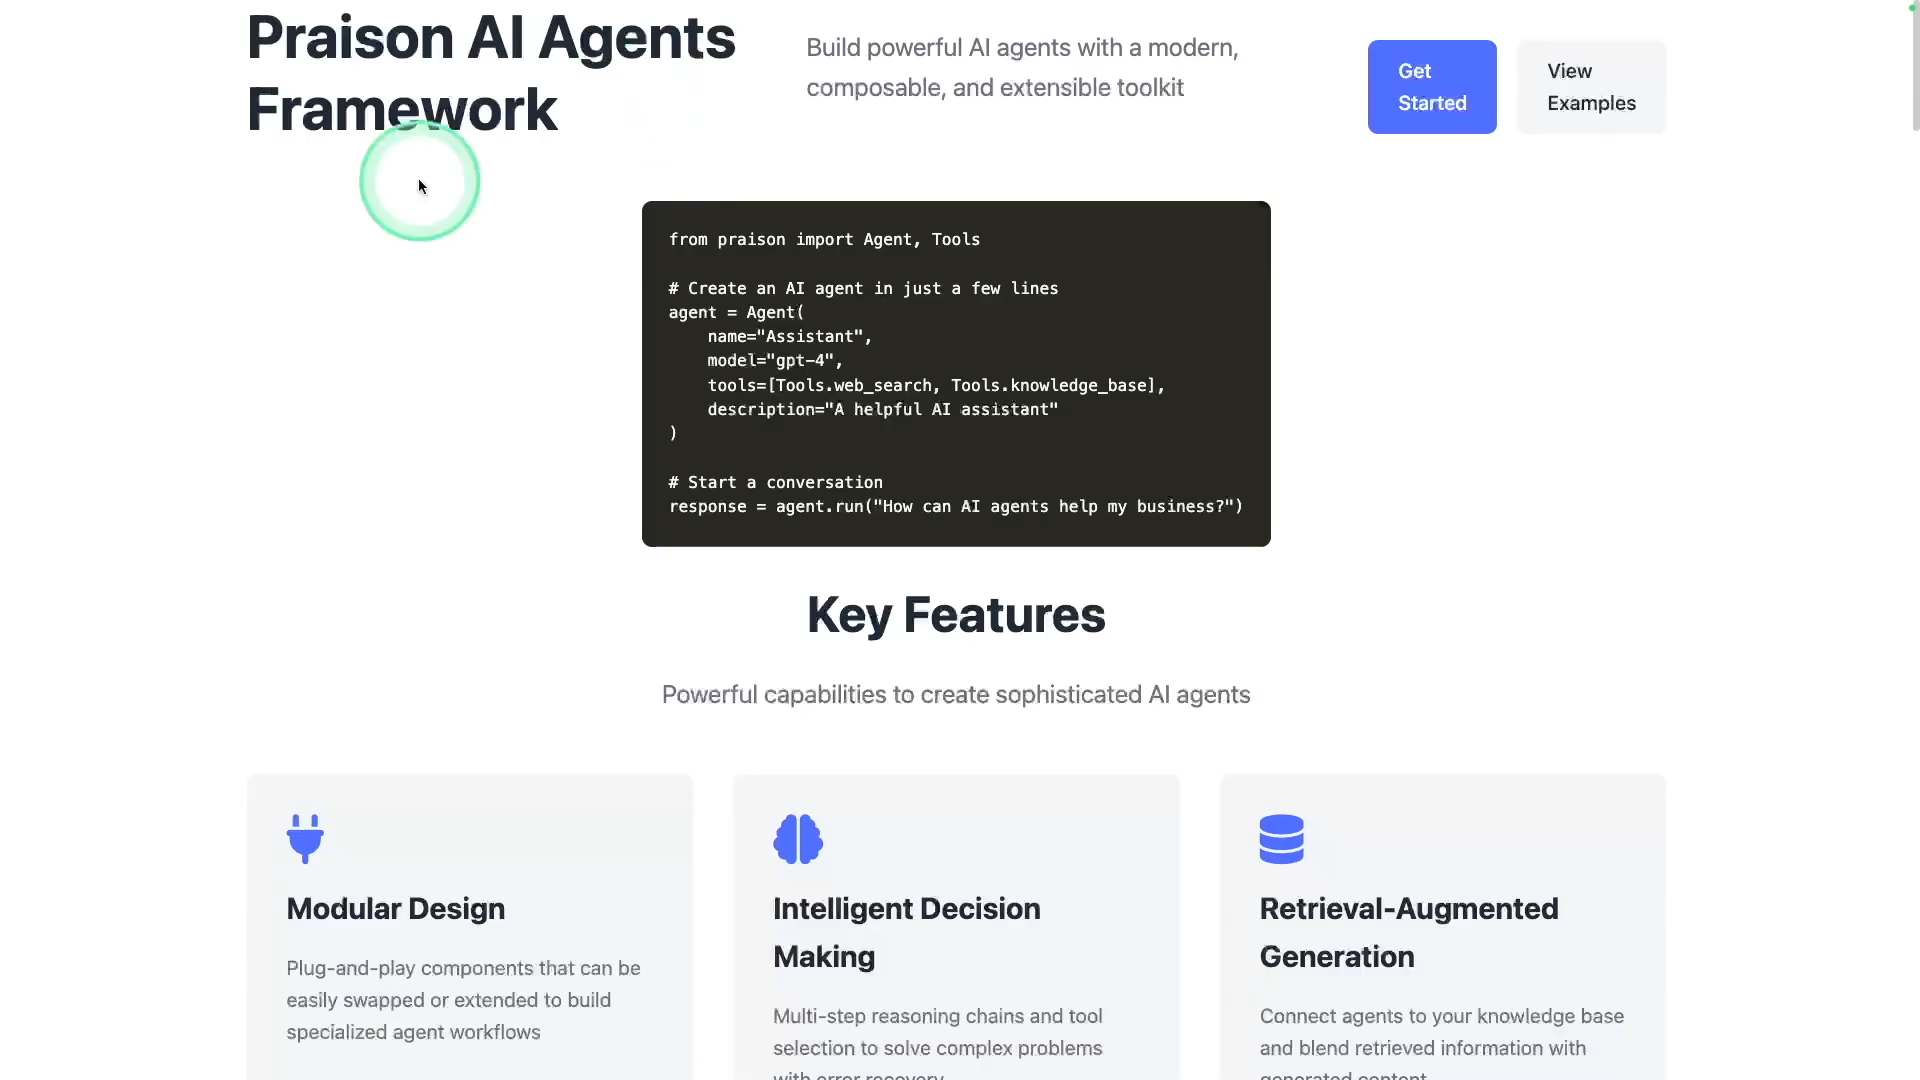 Praison AI Agents
Framework
Build powerful AI agents with a modern,
composable, and extensible toolkit
Get
Started
View
Examples
from praison import Agent, Tools
# Create an AI agent in just a few lines
agent = Agent(
    name="Assistant",
    model="gpt-4",
    tools=[Tools.web_search, Tools.knowledge_base],
    description="A helpful AI assistant"
)
# Start a conversation
response = agent.run("How can AI agents help my business?")
Key Features
Powerful capabilities to create sophisticated AI agents
Modular Design
Plug-and-play components that can be
easily swapped or extended to build
specialized agent workflows
Intelligent Decision
Making
Multi-step reasoning chains and tool
selection to solve complex problems
with error recovery
Retrieval-Augmented
Generation
Connect agents to your knowledge base
and blend retrieved information with
generated content